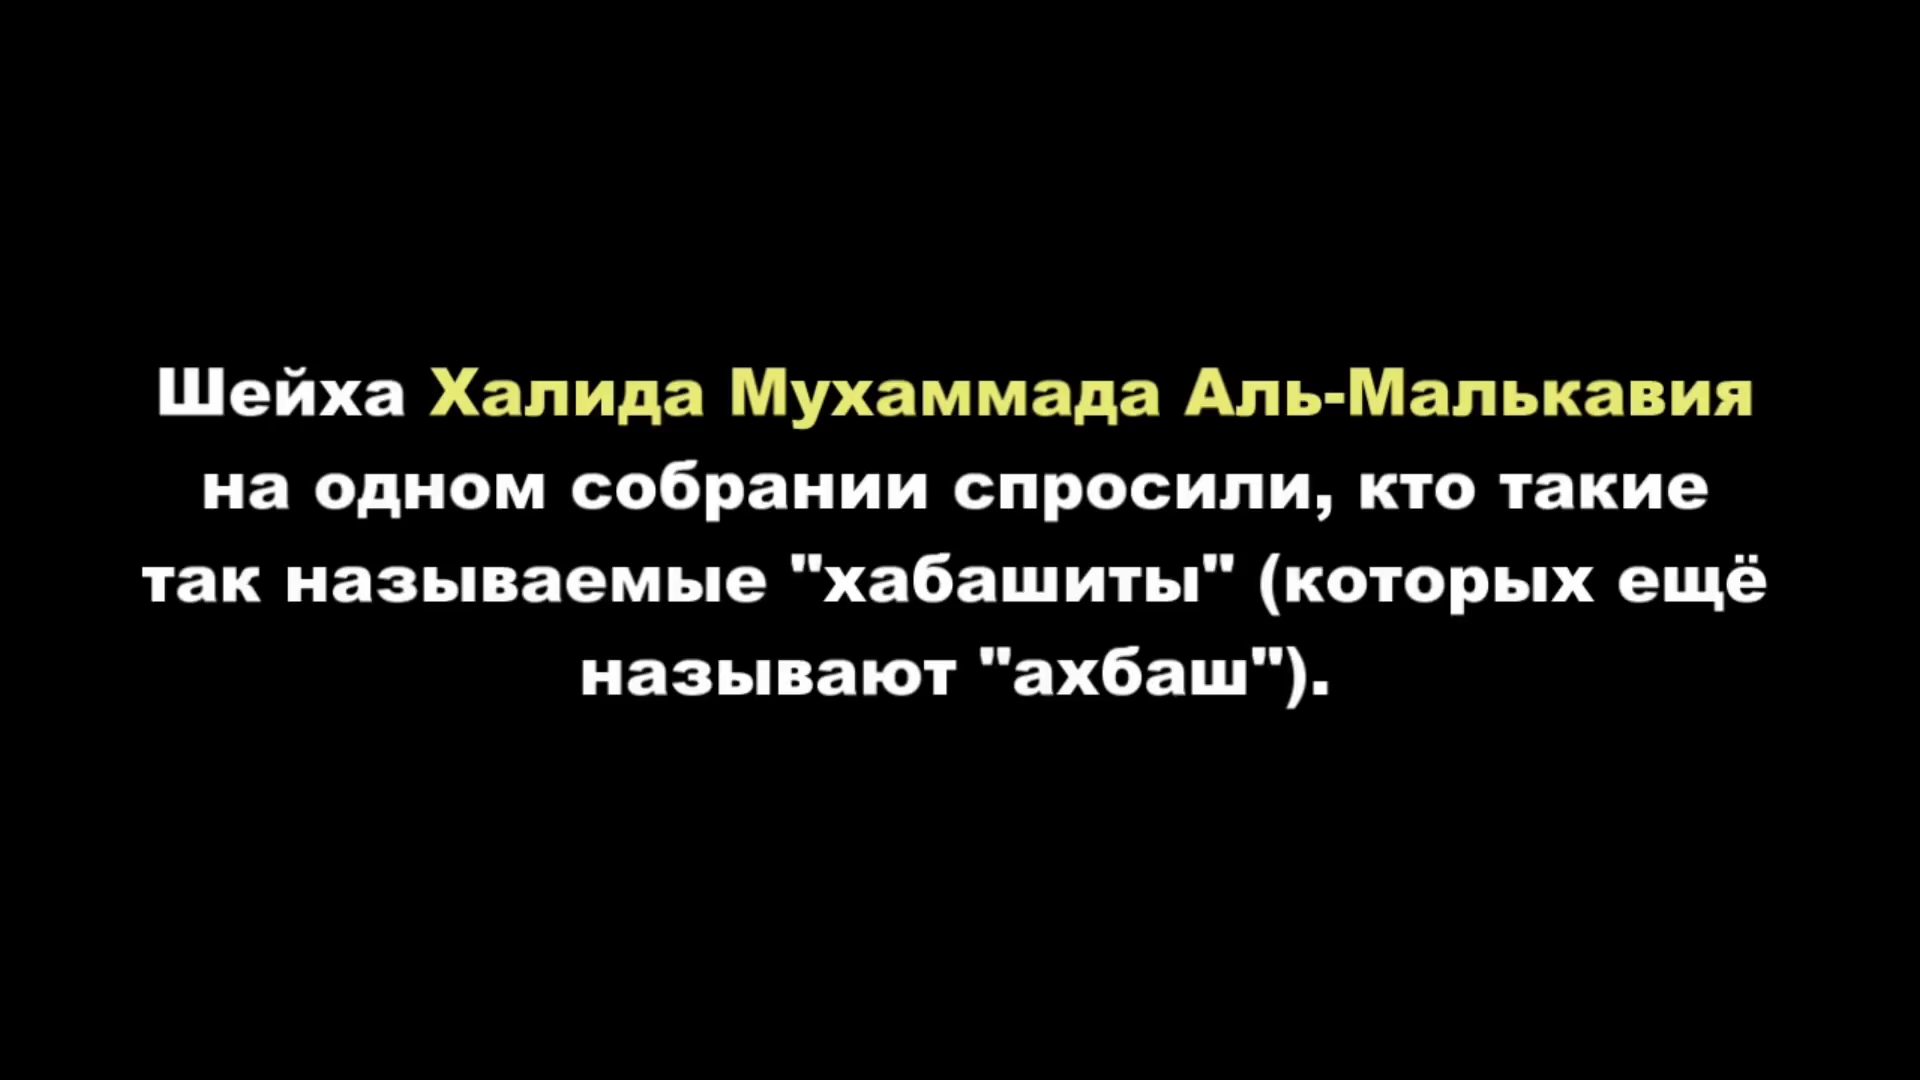 Шейха Халида Мухаммада Аль-Малькавия
на одном собрании спросили, кто такие
так называемые "хабашиты" (которых ещё
называют "ахбаш").